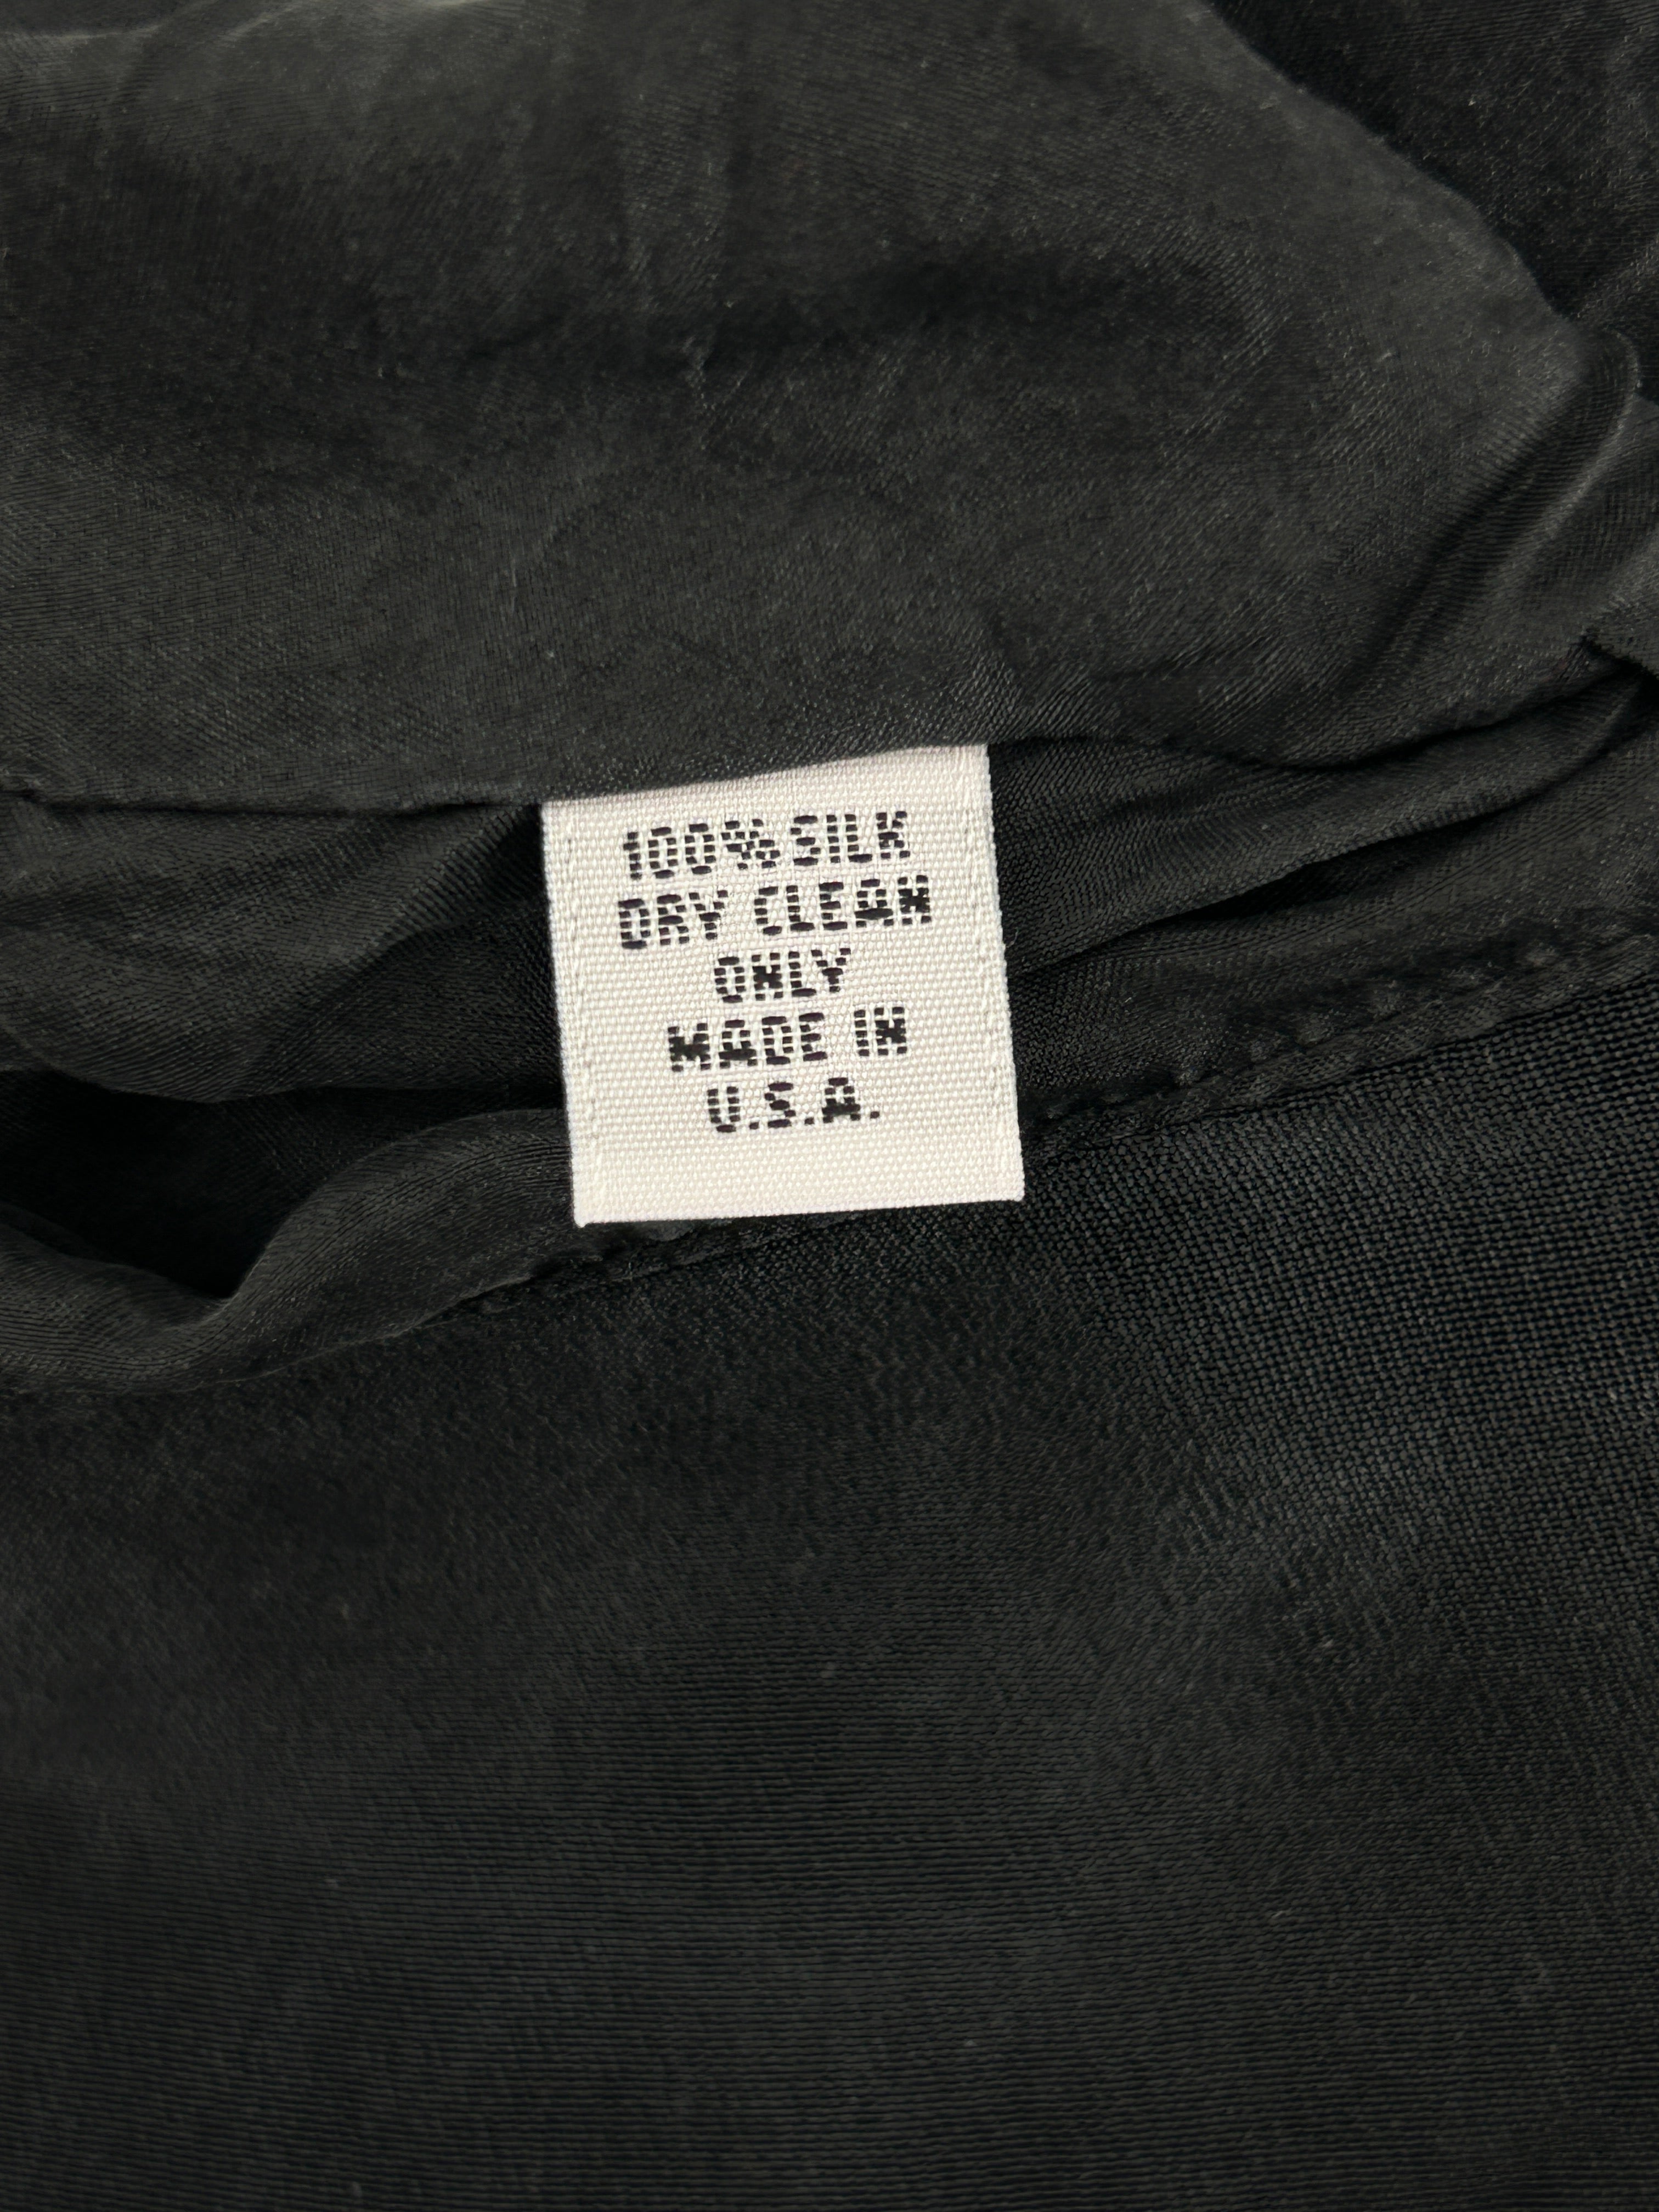 100% SILK
DRY CLEAN
ONLY
MADE IN
U.S.A.